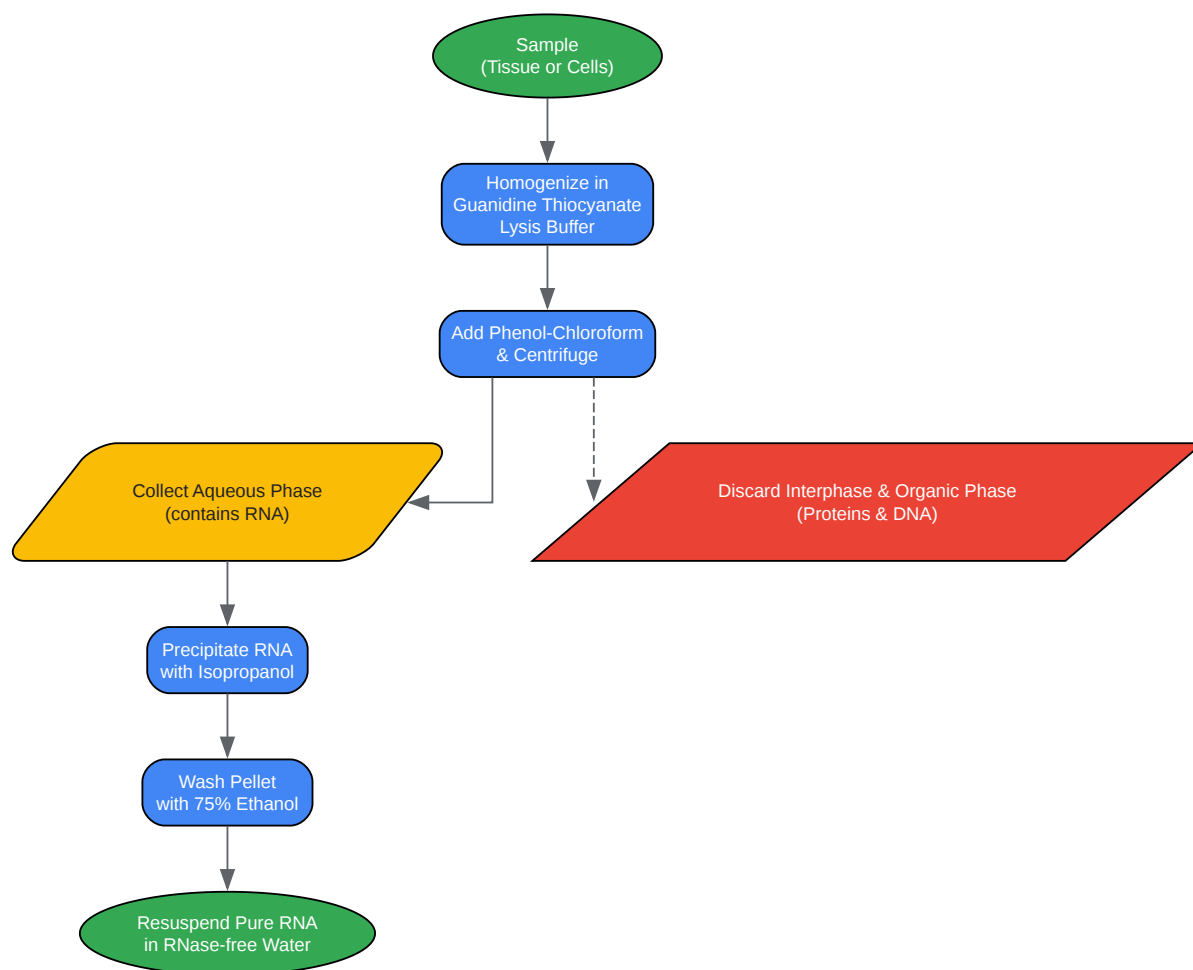 Sample
(Tissue or Cells)
Homogenize in
Guanidine Thiocyanate
Lysis Buffer
Add Phenol-Chloroform
& Centrifuge
Collect Aqueous Phase
(contains RNA)
Discard Interphase & Organic Phase
(Proteins & DNA)
Precipitate RNA
with Isopropanol
Wash Pellet
with 75% Ethanol
Resuspend Pure RNA
in RNase-free Water